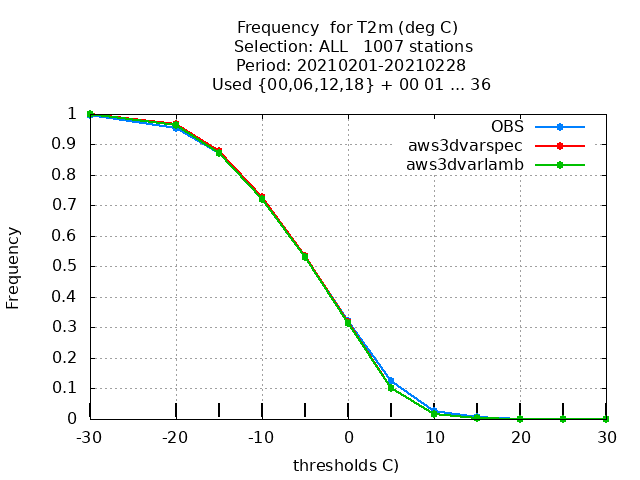 Frequency  for T2m (deg C)
Selection: ALL   1007 stations
Period: 20210201-20210228
Used {00,06,12,18} + 00 01 ... 36
OBS
aws3dvarspec
aws3dvarlamb
Frequency
1
0.9
0.8
0.7
0.6
0.5
0.4
0.3
0.2
0.1
0
-30 -20 -10 0 10 20 30
thresholds C)